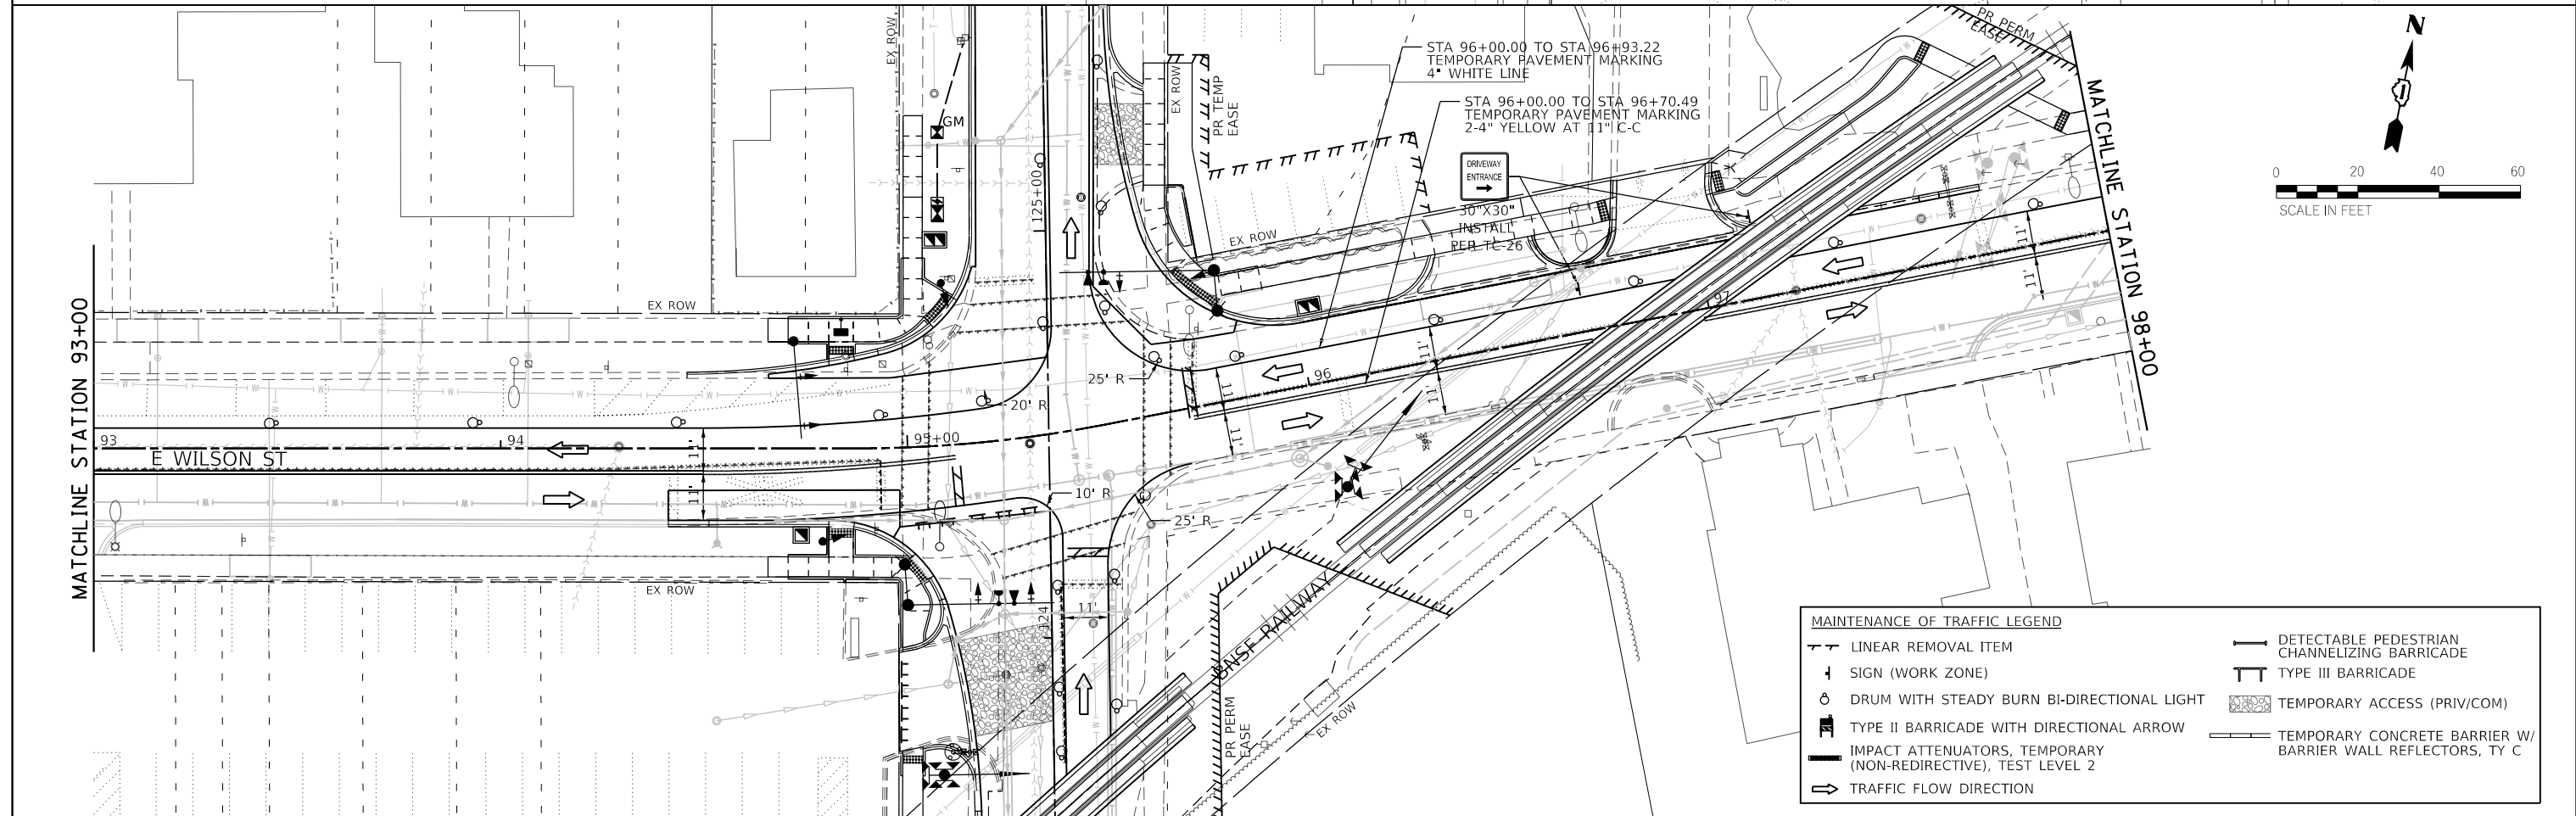 EX ROW
GM
125+00
EX ROW
PR TEMP
EASE
STA 96+00.00 TO STA 96+93.22
TEMPORARY PAVEMENT MARKING
4" WHITE LINE
STA 96+00.00 TO STA 96+70.49
TEMPORARY PAVEMENT MARKING
2-4" YELLOW AT 11" C-C
DRIVEWAY
ENTRANCE
30"X30"
INSTALL
PER TC-26
EX ROW
PR PERM
EASE
MATCHLINE STATION 98+00
N
0 20 40 60
SCALE IN FEET
11'
11'
97
96
11'
11'
11'
11'
EX ROW
25' R
20' R
MATCHLINE STATION 93+00
93
94
95+00
E WILSON ST
11'
11'
10' R
25' R
EX ROW
124
11'
BNSF RAILWAY
PR PERM
EASE
EX ROW
MAINTENANCE OF TRAFFIC LEGEND
LINEAR REMOVAL ITEM
SIGN (WORK ZONE)
DRUM WITH STEADY BURN BI-DIRECTIONAL LIGHT
TYPE II BARRICADE WITH DIRECTIONAL ARROW
IMPACT ATTENUATORS, TEMPORARY
(NON-REDIRECTIVE), TEST LEVEL 2
TRAFFIC FLOW DIRECTION
DETECTABLE PEDESTRIAN
CHANNELIZING BARRICADE
TYPE III BARRICADE
TEMPORARY ACCESS (PRIV/COM)
TEMPORARY CONCRETE BARRIER W/
BARRIER WALL REFLECTORS, TY C